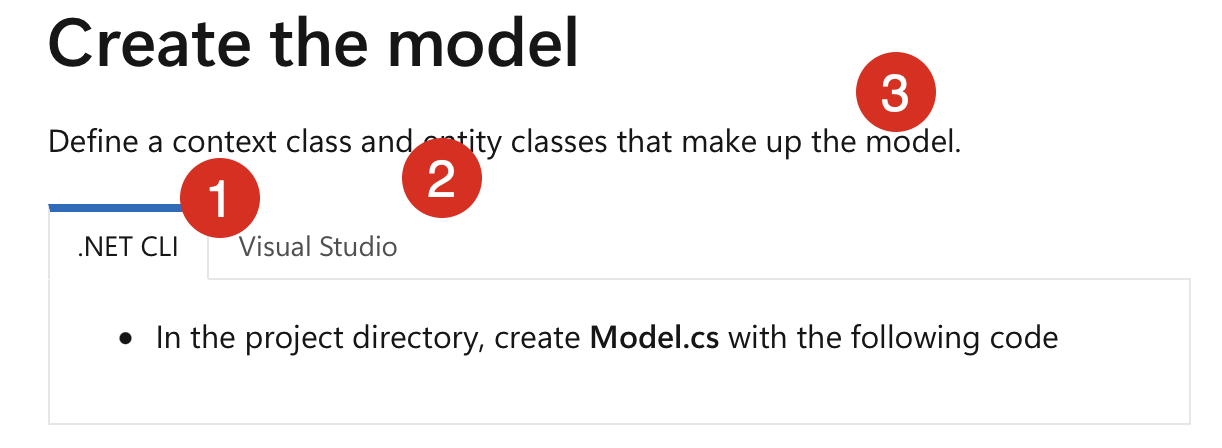 Create the model
3
Define a context class and entity classes that make up the model.
1
2
.NET CLI
Visual Studio
• In the project directory, create Model.cs with the following code